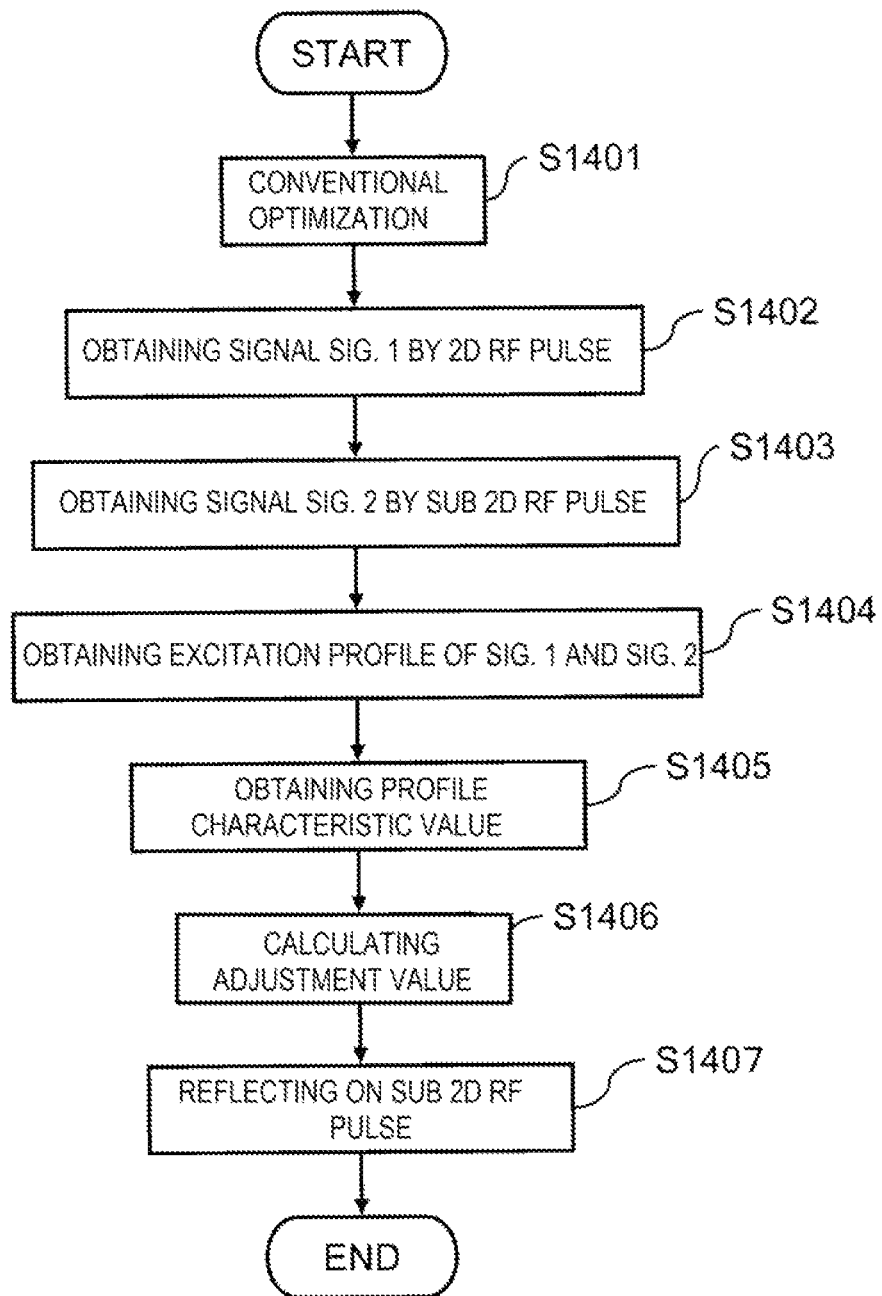 START
S1401
CONVENTIONAL
OPTIMIZATION
S1402
OBTAINING SIGNAL SIG. 1 BY 2D RF PULSE
S1403
OBTAINING SIGNAL SIG. 2 BY SUB 2D RF PULSE
S1404
OBTAINING EXCITATION PROFILE OF SIG. 1 AND SIG. 2
S1405
OBTAINING PROFILE
CHARACTERISTIC VALUE
S1406
CALCULATING
ADJUSTMENT VALUE
S1407
REFLECTING ON SUB 2D RF
PULSE
END